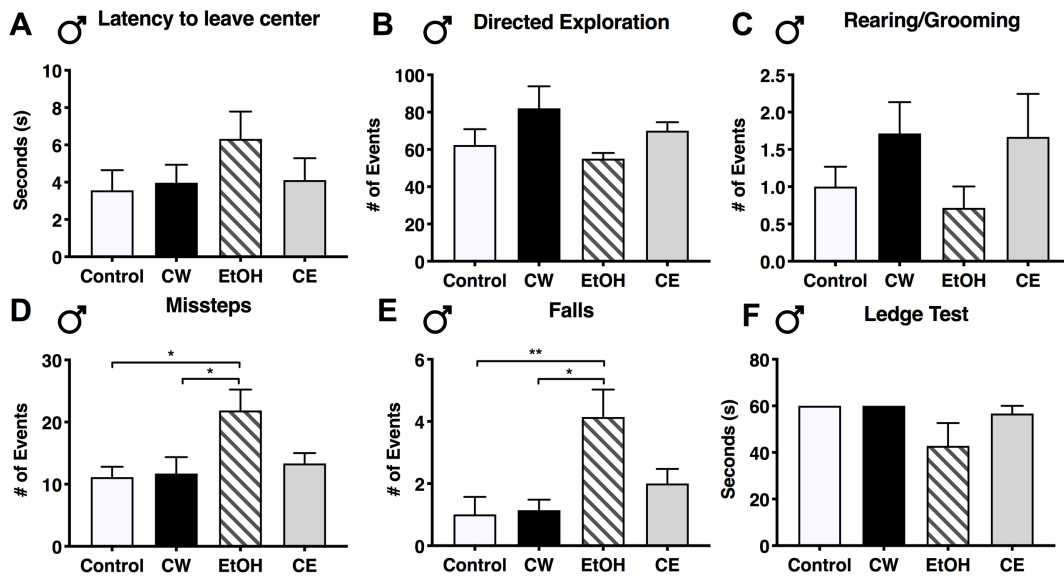 A ♂ Latency to leave center
Seconds (s)
10
8
6
4
2
0
Control CW EtOH CE
B ♂ Directed Exploration
# of Events
100
80
60
40
20
0
Control CW EtOH CE
C ♂ Rearing/Grooming
# of Events
2.5
2.0
1.5
1.0
0.5
0.0
Control CW EtOH CE
D ♂ Missteps
# of Events
30
20
10
0
*
*
Control CW EtOH CE
E ♂ Falls
# of Events
6
4
2
0
**
*
Control CW EtOH CE
F ♂ Ledge Test
Seconds (s)
80
60
40
20
0
Control CW EtOH CE